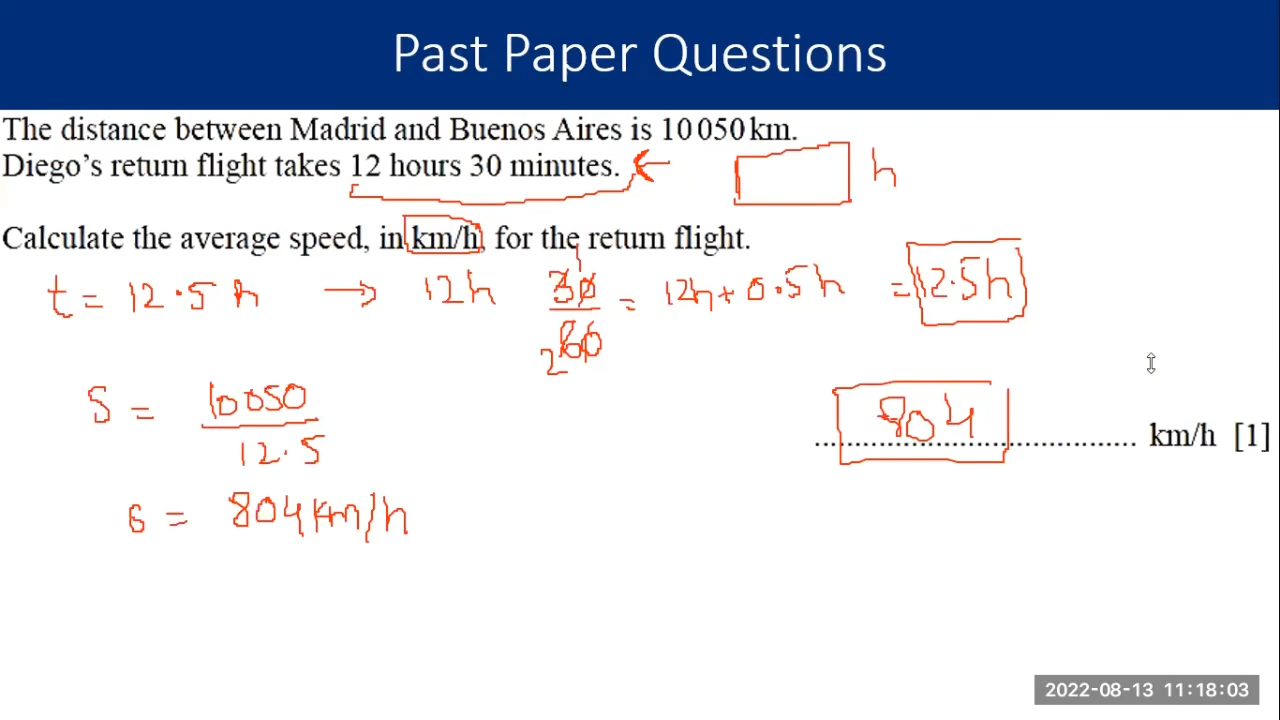 Past Paper Questions
The distance between Madrid and Buenos Aires is 10 050 km.
Diego's return flight takes 12 hours 30 minutes.
h
Calculate the average speed, in km/h, for the return flight.
t = 12.5 h → 12h 30/60 = 12h + 0.5h = 12.5h
1
2
S = 10050/12.5
804
.................................... km/h [1]
S = 804 km/h
2022-08-13 11:18:03